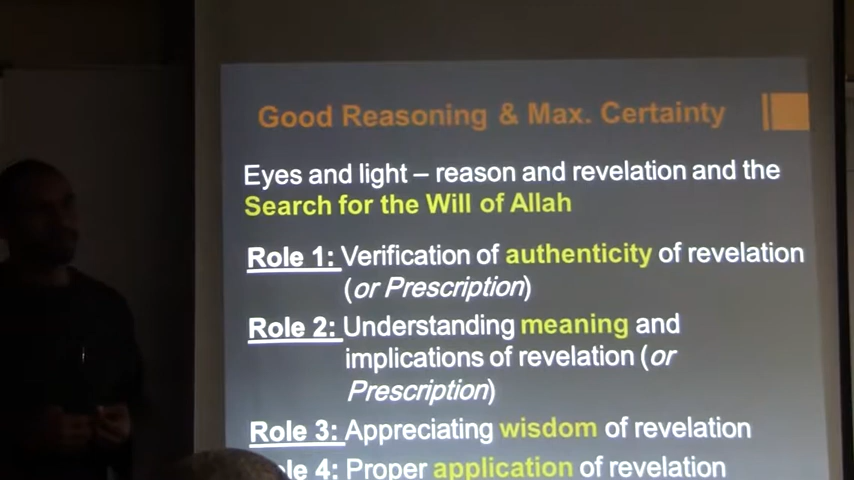 Good Reasoning & Max. Certainty
Eyes and light – reason and revelation and the
Search for the Will of Allah
Role 1: Verification of authenticity of revelation
(or Prescription)
Role 2: Understanding meaning and
implications of revelation (or
Prescription)
Role 3: Appreciating wisdom of revelation
ole 4: Proper application of revelation